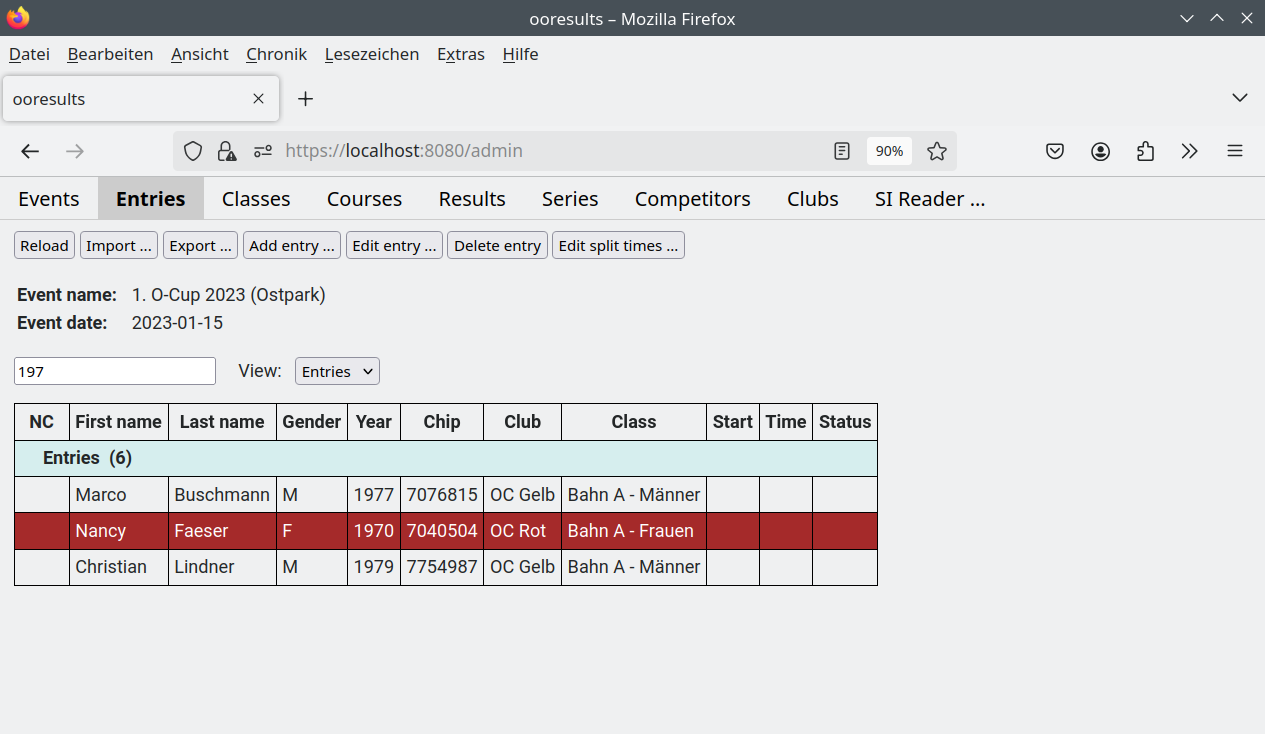 ooresults – Mozilla Firefox
Datei Bearbeiten Ansicht Chronik Lesezeichen Extras Hilfe
ooresults
https://localhost:8080/admin 90%
Events Entries Classes Courses Results Series Competitors Clubs SI Reader ...
Reload Import ... Export ... Add entry ... Edit entry ... Delete entry Edit split times ...
Event name: 1. O-Cup 2023 (Ostpark)
Event date: 2023-01-15
197 View: Entries
NC First name Last name Gender Year Chip Club Class Start Time Status
Entries (6)
Marco Buschmann M 1977 7076815 OC Gelb Bahn A - Männer
Nancy Faeser F 1970 7040504 OC Rot Bahn A - Frauen
Christian Lindner M 1979 7754987 OC Gelb Bahn A - Männer